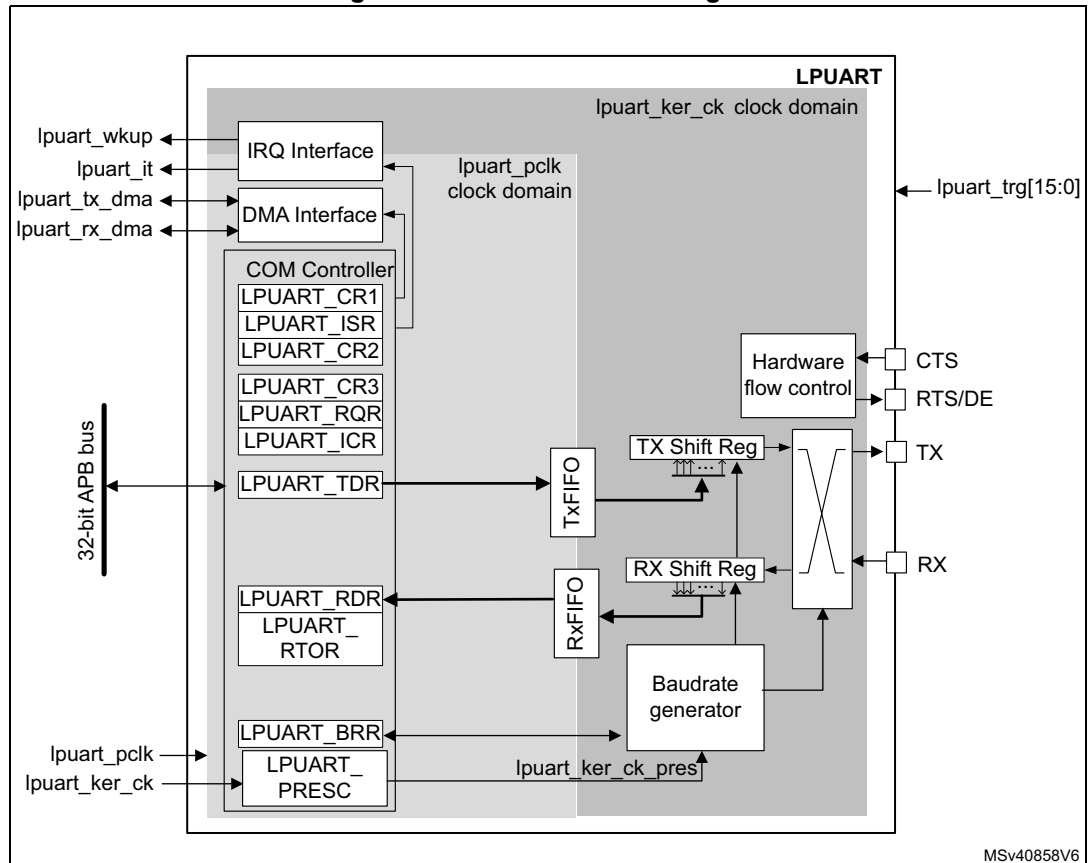 LPUART
lpuart_ker_ck clock domain
lpuart_wkup
IRQ Interface
lpuart_it
lpuart_pclk
clock domain
lpuart_trg[15:0]
lpuart_tx_dma
DMA Interface
lpuart_rx_dma
COM Controller
LPUART_CR1
LPUART_ISR
LPUART_CR2
Hardware
flow control
CTS
RTS/DE
LPUART_CR3
LPUART_RQR
LPUART_ICR
TX Shift Reg
...
TX
LPUART_TDR
TxFIFO
32-bit APB bus
RX Shift Reg
...
RX
LPUART_RDR
RxFIFO
LPUART_
RTOR
Baudrate
generator
LPUART_BRR
lpuart_pclk
LPUART_
PRESC
lpuart_ker_ck_pres
lpuart_ker_ck
MSv40858V6